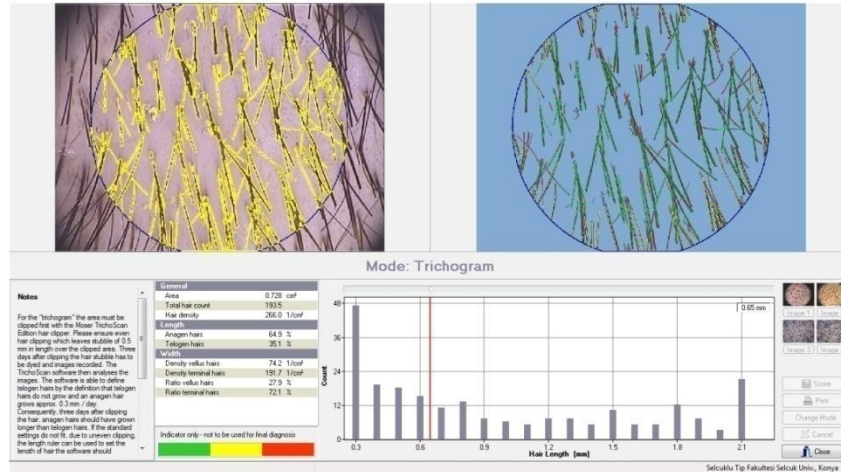 Mode: Trichogram
Notes
For the "trichogram" the area must be
clipped first with the Moser TrichoScan
Edition hair clipper. Please ensure even
hair clipping which leaves stubble of 0.5
mm in length over the clipped area. Three
days after clipping the hair stubble has to
be dyed and images recorded. The
TrichoScan software then analyses the
images. The software is able to define
telogen hairs by the definition that telogen
hairs do not grow and an anagen hair
grows approx. 0.3 mm / day.
Consequently, three days after clipping
the hair, anagen hairs should have grown
longer than telogen hairs. If the standard
settings do not fit, due to uneven clipping,
the length ruler can be used to set the
length of hair the software should
General
Area 0.728 cm²
Total hair count 193.5
Hair density 266.0 1/cm²
Length
Anagen hairs 64.9 %
Telogen hairs 35.1 %
Width
Density vellus hairs 74.2 1/cm²
Density terminal hairs 191.7 1/cm²
Ratio vellus hairs 27.9 %
Ratio terminal hairs 72.1 %
Indicator only - not to be used for final diagnosis
0.65 mm
48
36
24
12
0
Count
0.3 0.6 0.9 1.2 1.5 1.8 2.1
Hair Length [mm]
Image 1 Image
Image 3 Image
Score
Print
Change Mode
Cancel
Close
Selcuklu Tip Fakultesi Selcuk Univ., Konya